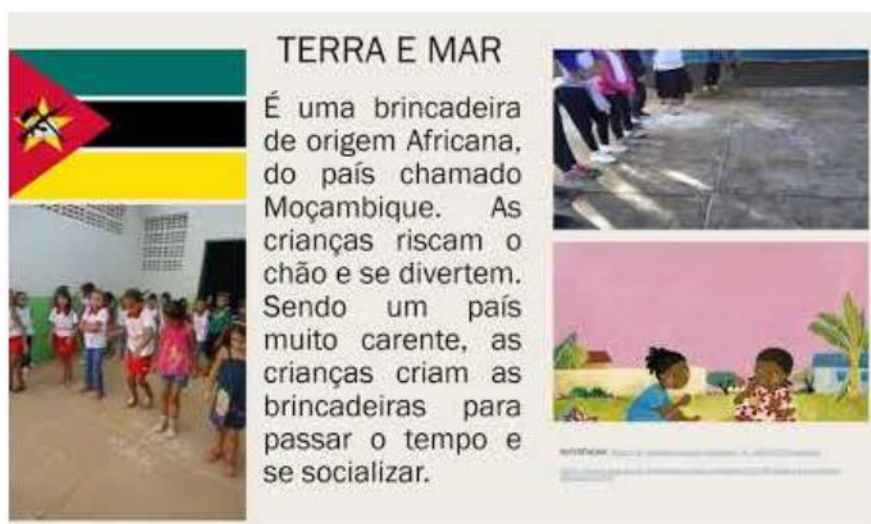 TERRA E MAR
É uma brincadeira
de origem Africana,
do país chamado
Moçambique. As
crianças riscam o
chão e se divertem.
Sendo um país
muito carente, as
crianças criam as
brincadeiras para
passar o tempo e
se socializar.
REFERÊNCIAS